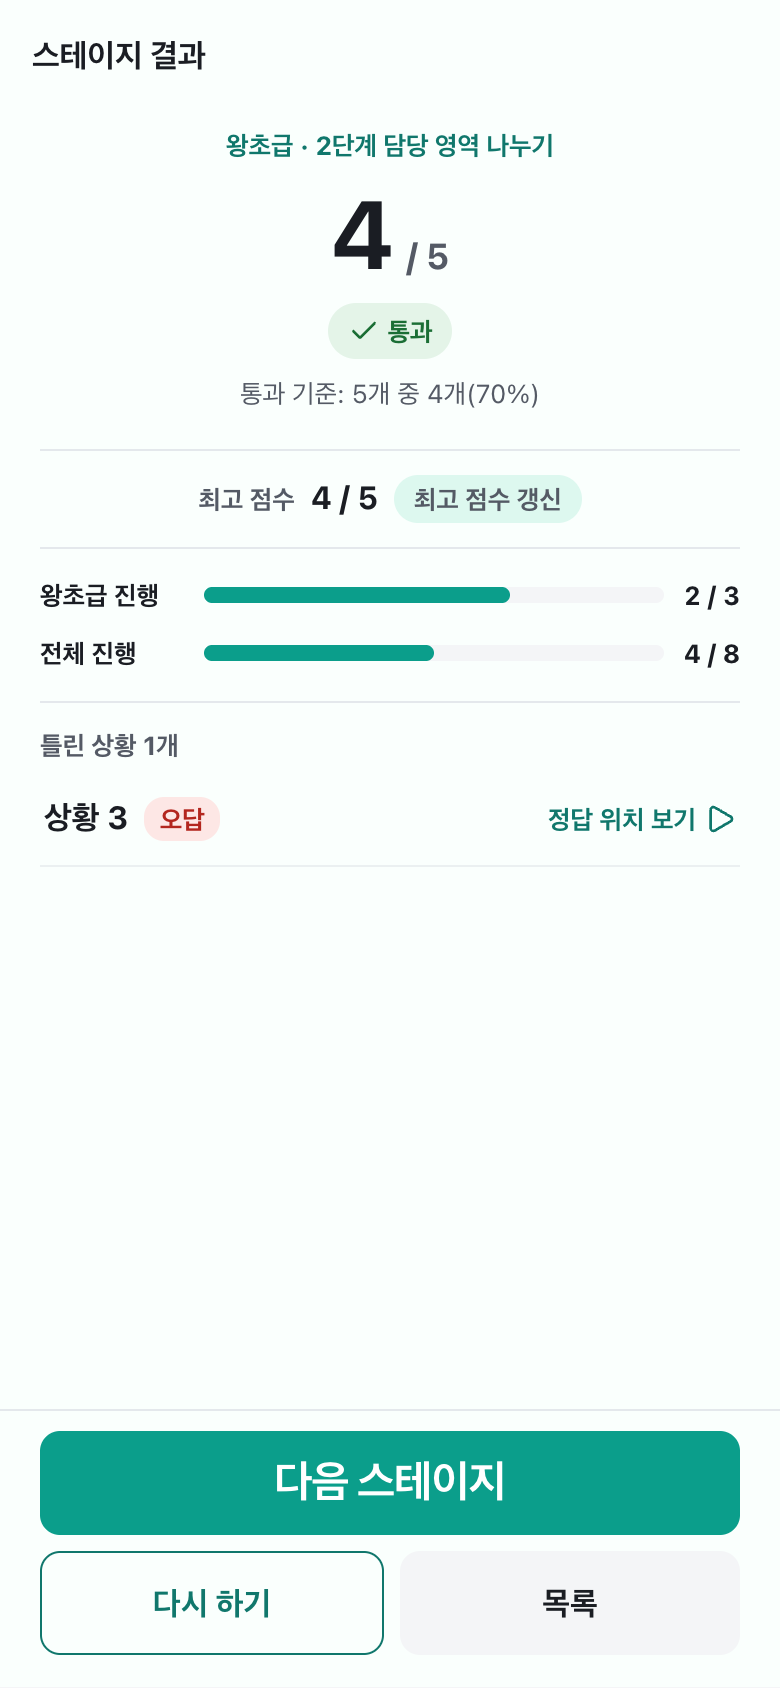 스테이지 결과
왕초급 · 2단계 담당 영역 나누기
4 / 5
통과
통과 기준: 5개 중 4개(70%)
최고 점수 4 / 5 최고 점수 갱신
왕초급 진행 2 / 3
전체 진행 4 / 8
틀린 상황 1개
상황 3 오답 정답 위치 보기
다음 스테이지
다시 하기 목록